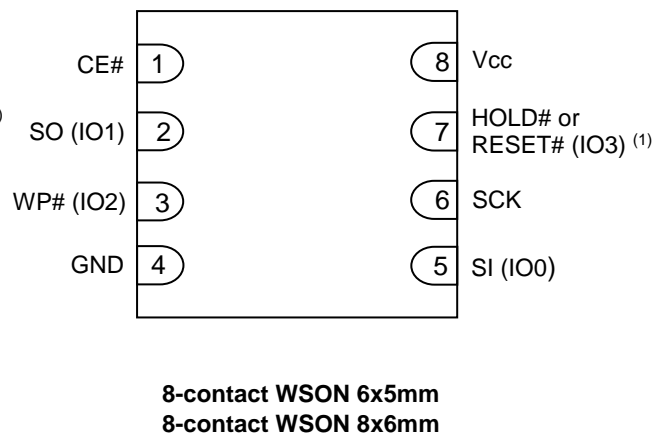 CE# 1
8 Vcc
)
SO (IO1) 2
7 HOLD# or
RESET# (IO3) (1)
WP# (IO2) 3
6 SCK
GND 4
5 SI (IO0)
8-contact WSON 6x5mm
8-contact WSON 8x6mm